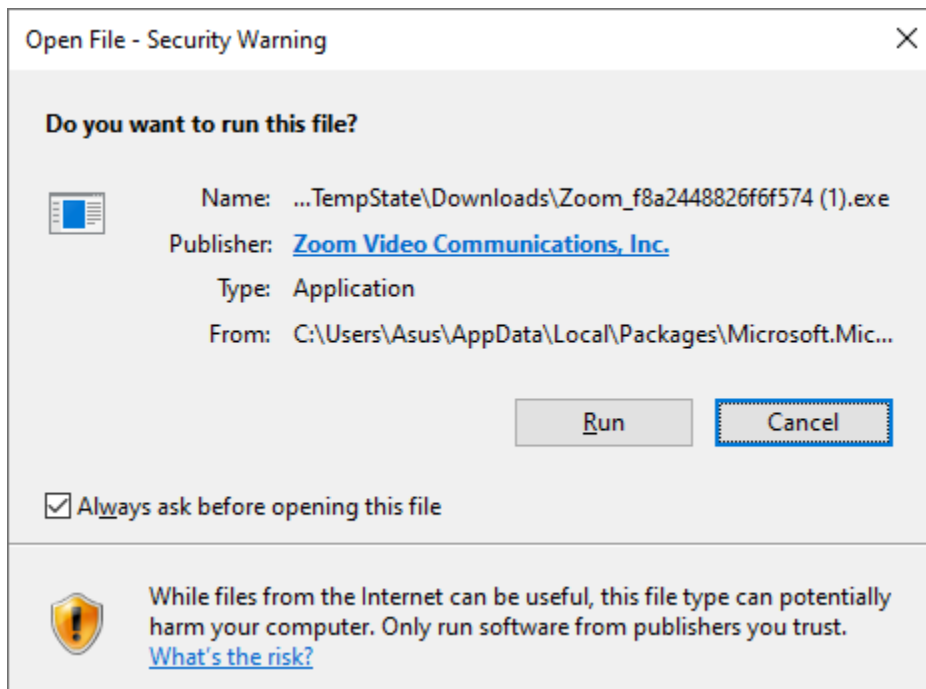 Open File - Security Warning
Do you want to run this file?
Name: ...TempState\Downloads\Zoom_f8a2448826f6f574 (1).exe
Publisher: Zoom Video Communications, Inc.
Type: Application
From: C:\Users\Asus\AppData\Local\Packages\Microsoft.Mic...
Run Cancel
Always ask before opening this file
While files from the Internet can be useful, this file type can potentially
harm your computer. Only run software from publishers you trust.
What's the risk?